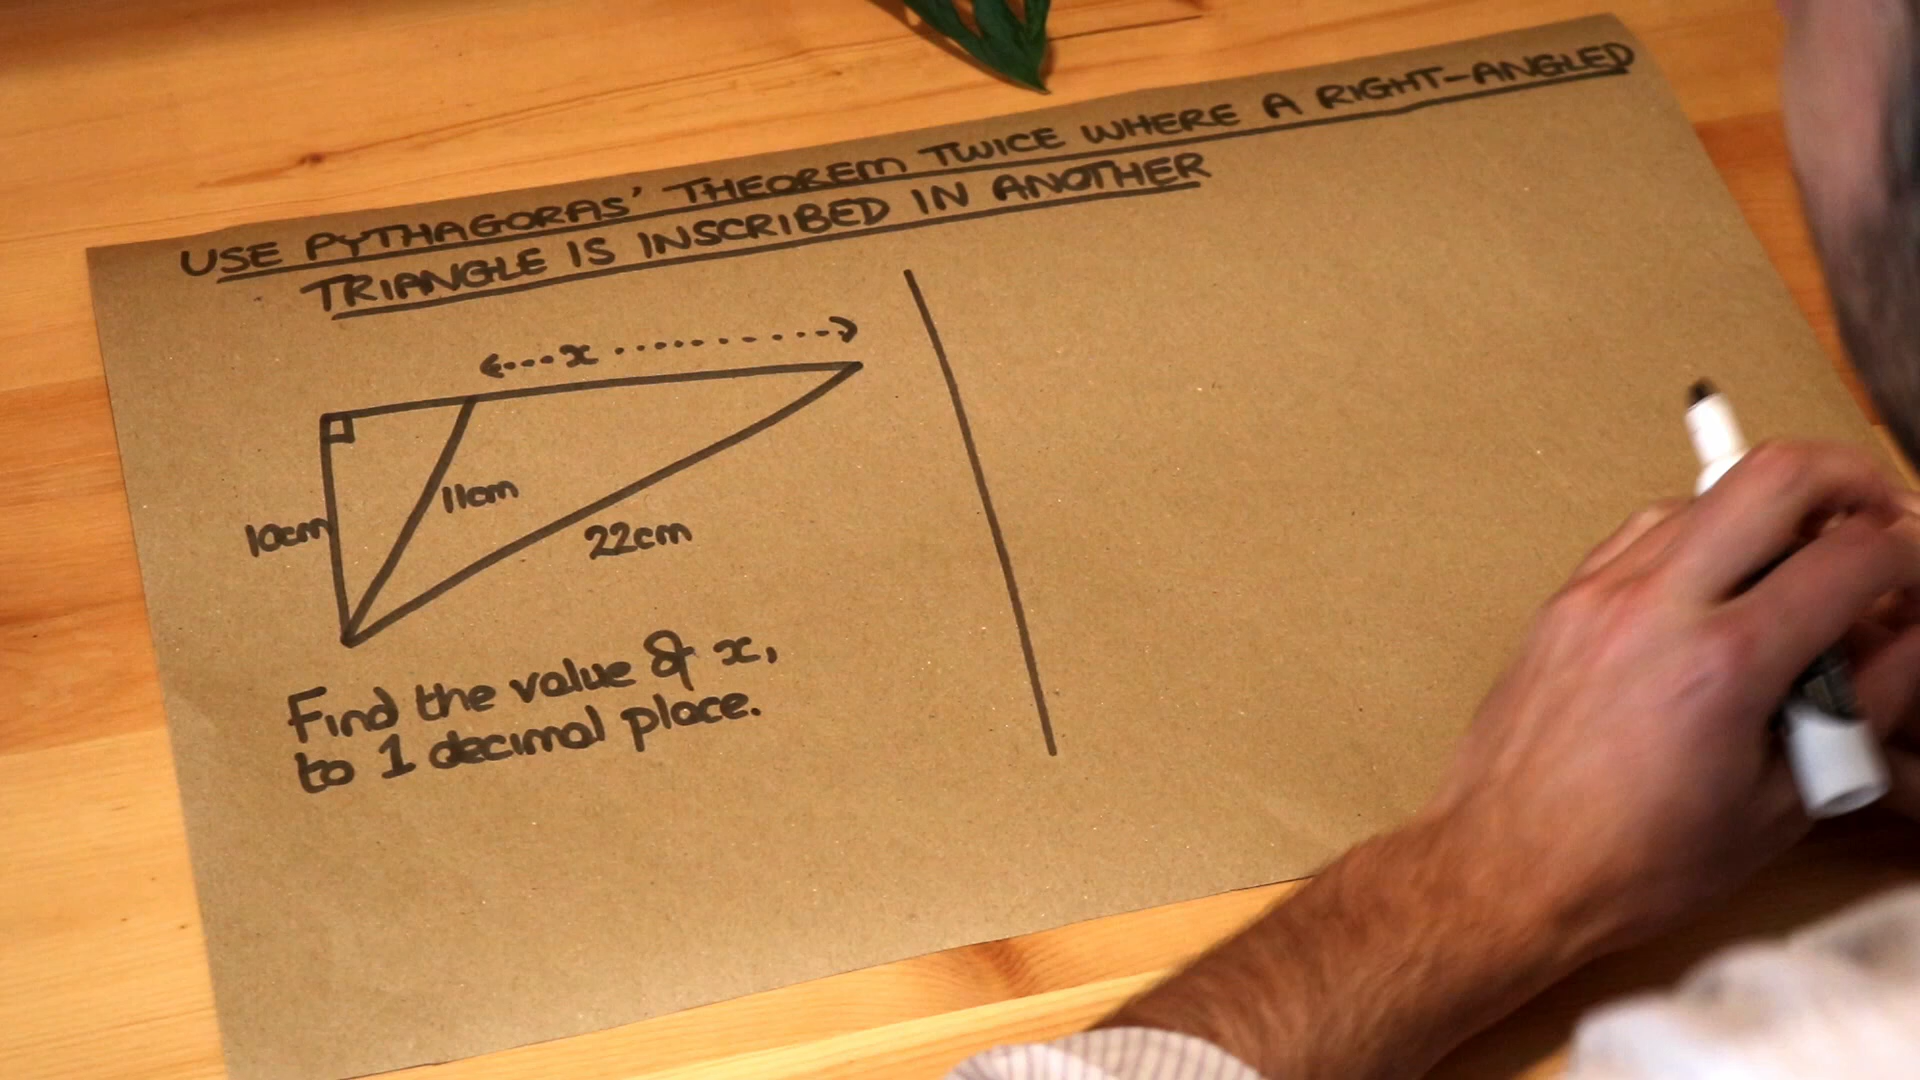 USE PYTHAGORAS' THEOREM TWICE WHERE A RIGHT-ANGLED
TRIANGLE IS INSCRIBED IN ANOTHER
x
10cm
11cm
22cm
Find the value of x,
to 1 decimal place.